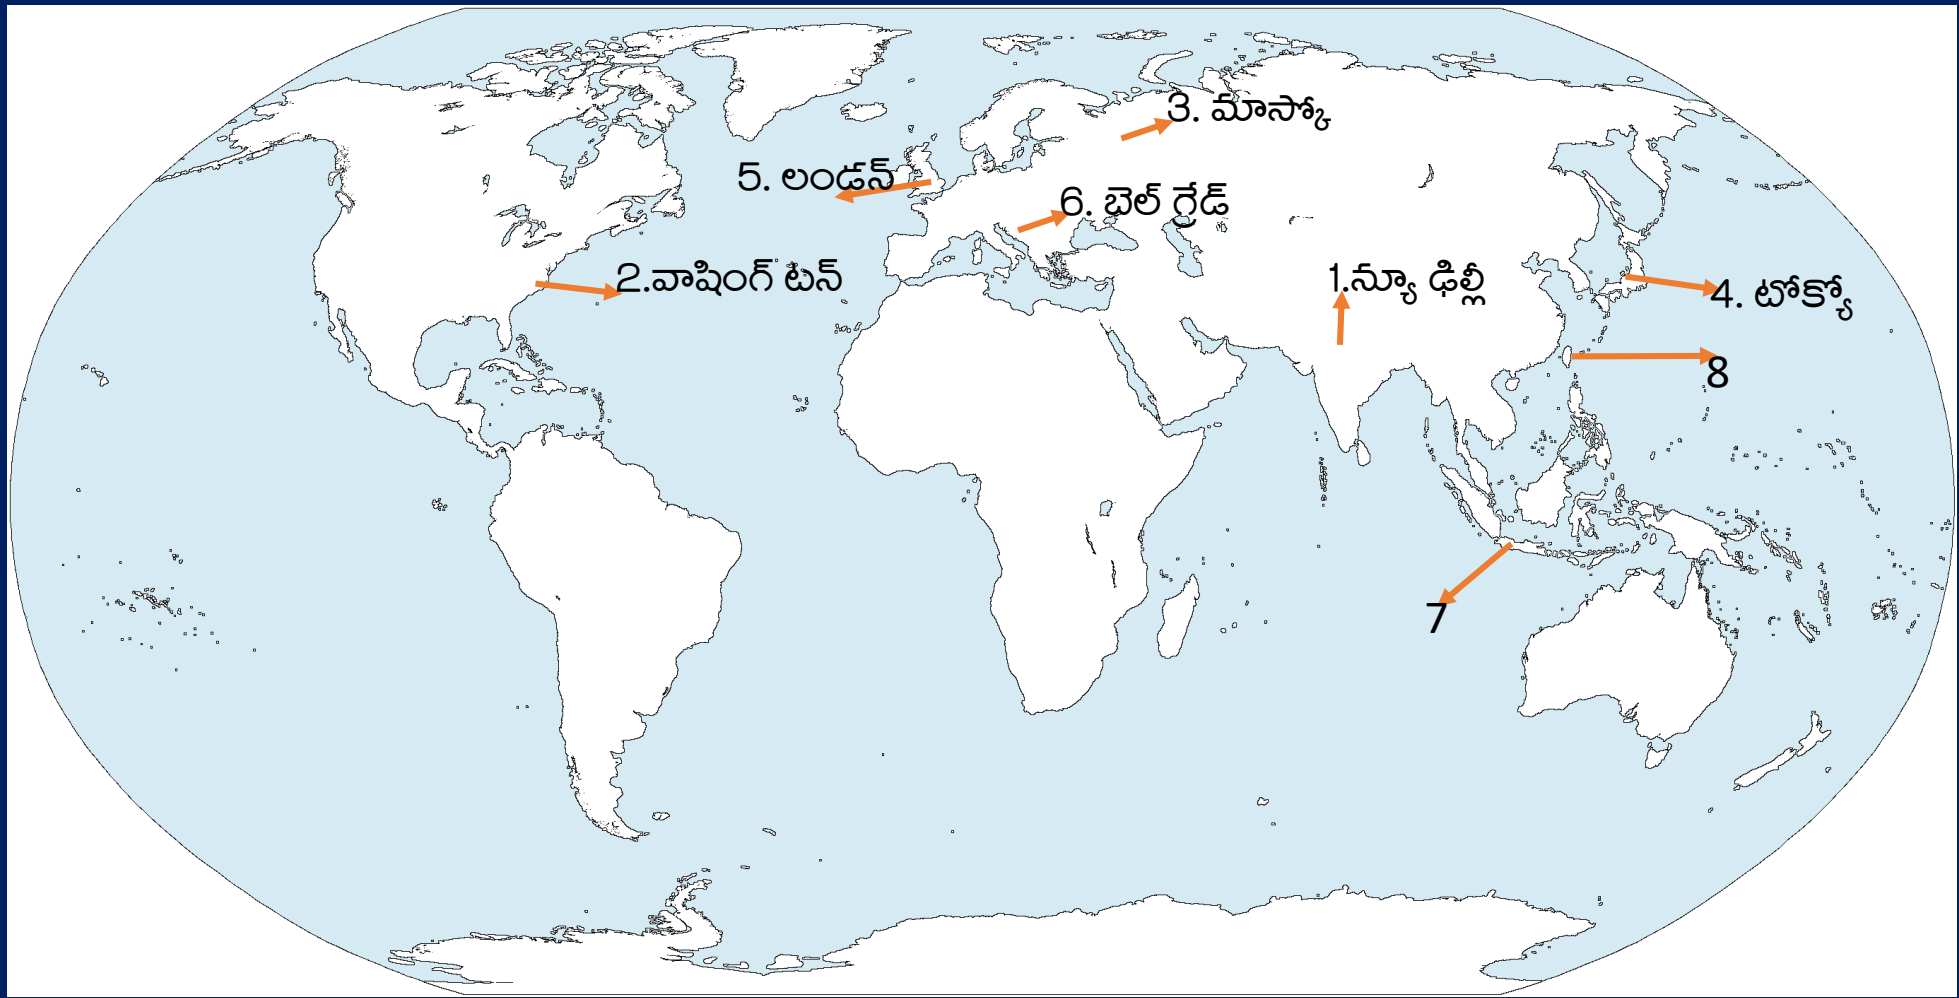 3. మాస్కో
5. లండన్
6. బెల్ గ్రేడ్
2.వాషింగ్ టన్
1.న్యూ ఢిల్లీ
4. టోక్యో
8
7